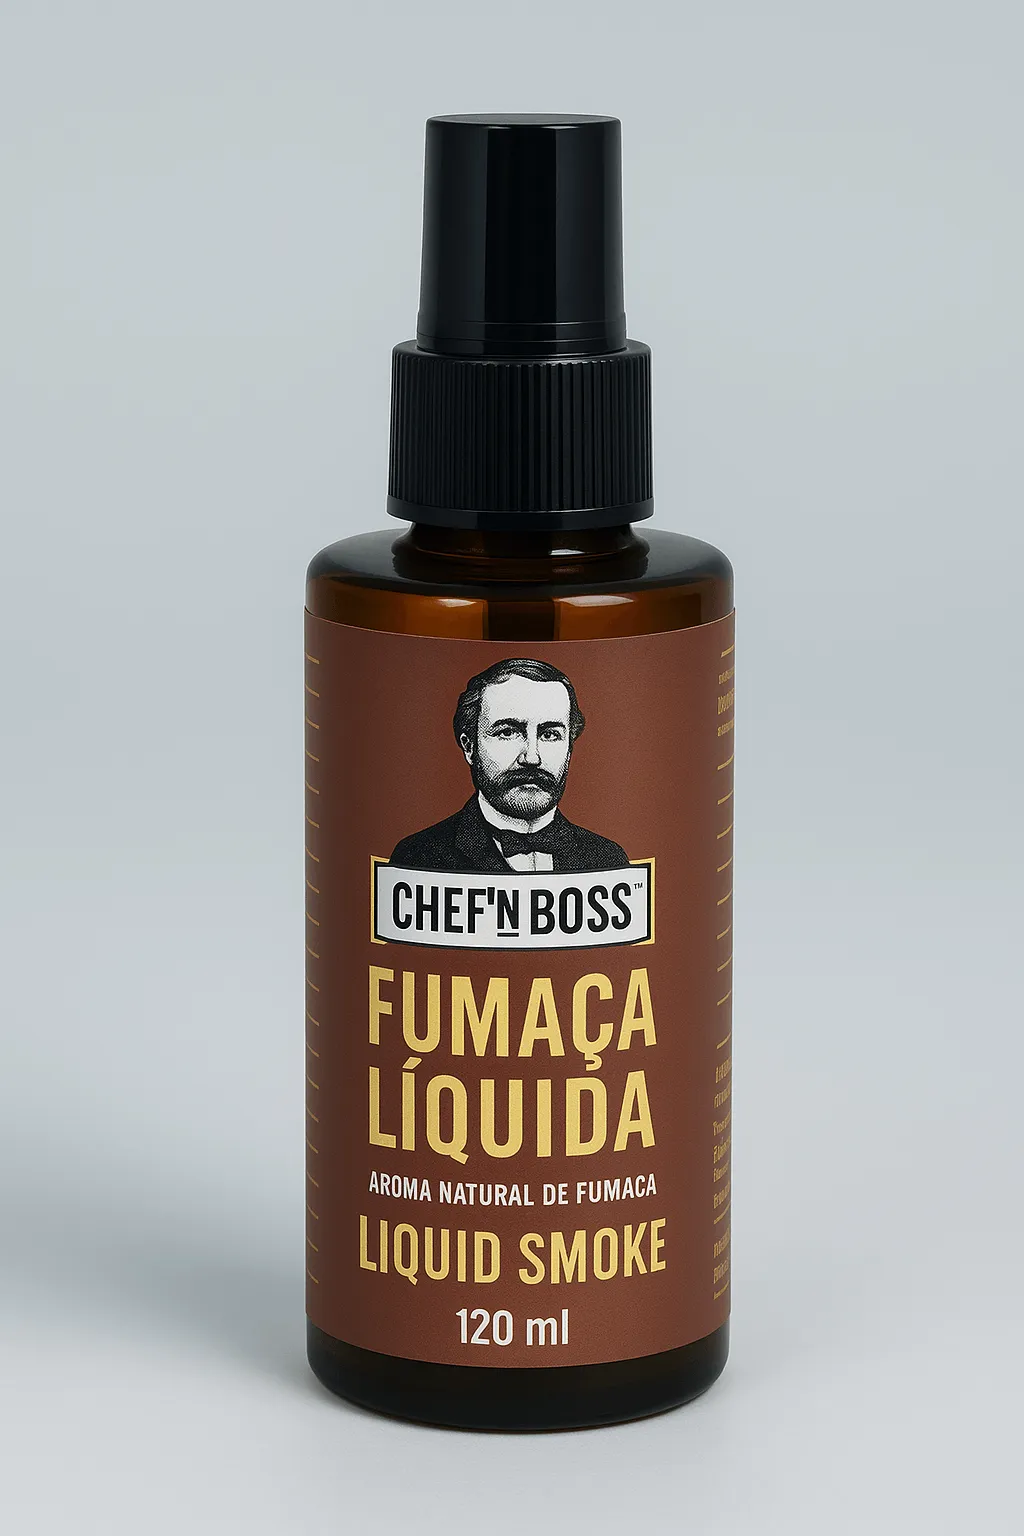 CHEF'N BOSS™
FUMAÇA
LÍQUIDA
AROMA NATURAL DE FUMACA
LIQUID SMOKE
120 ml